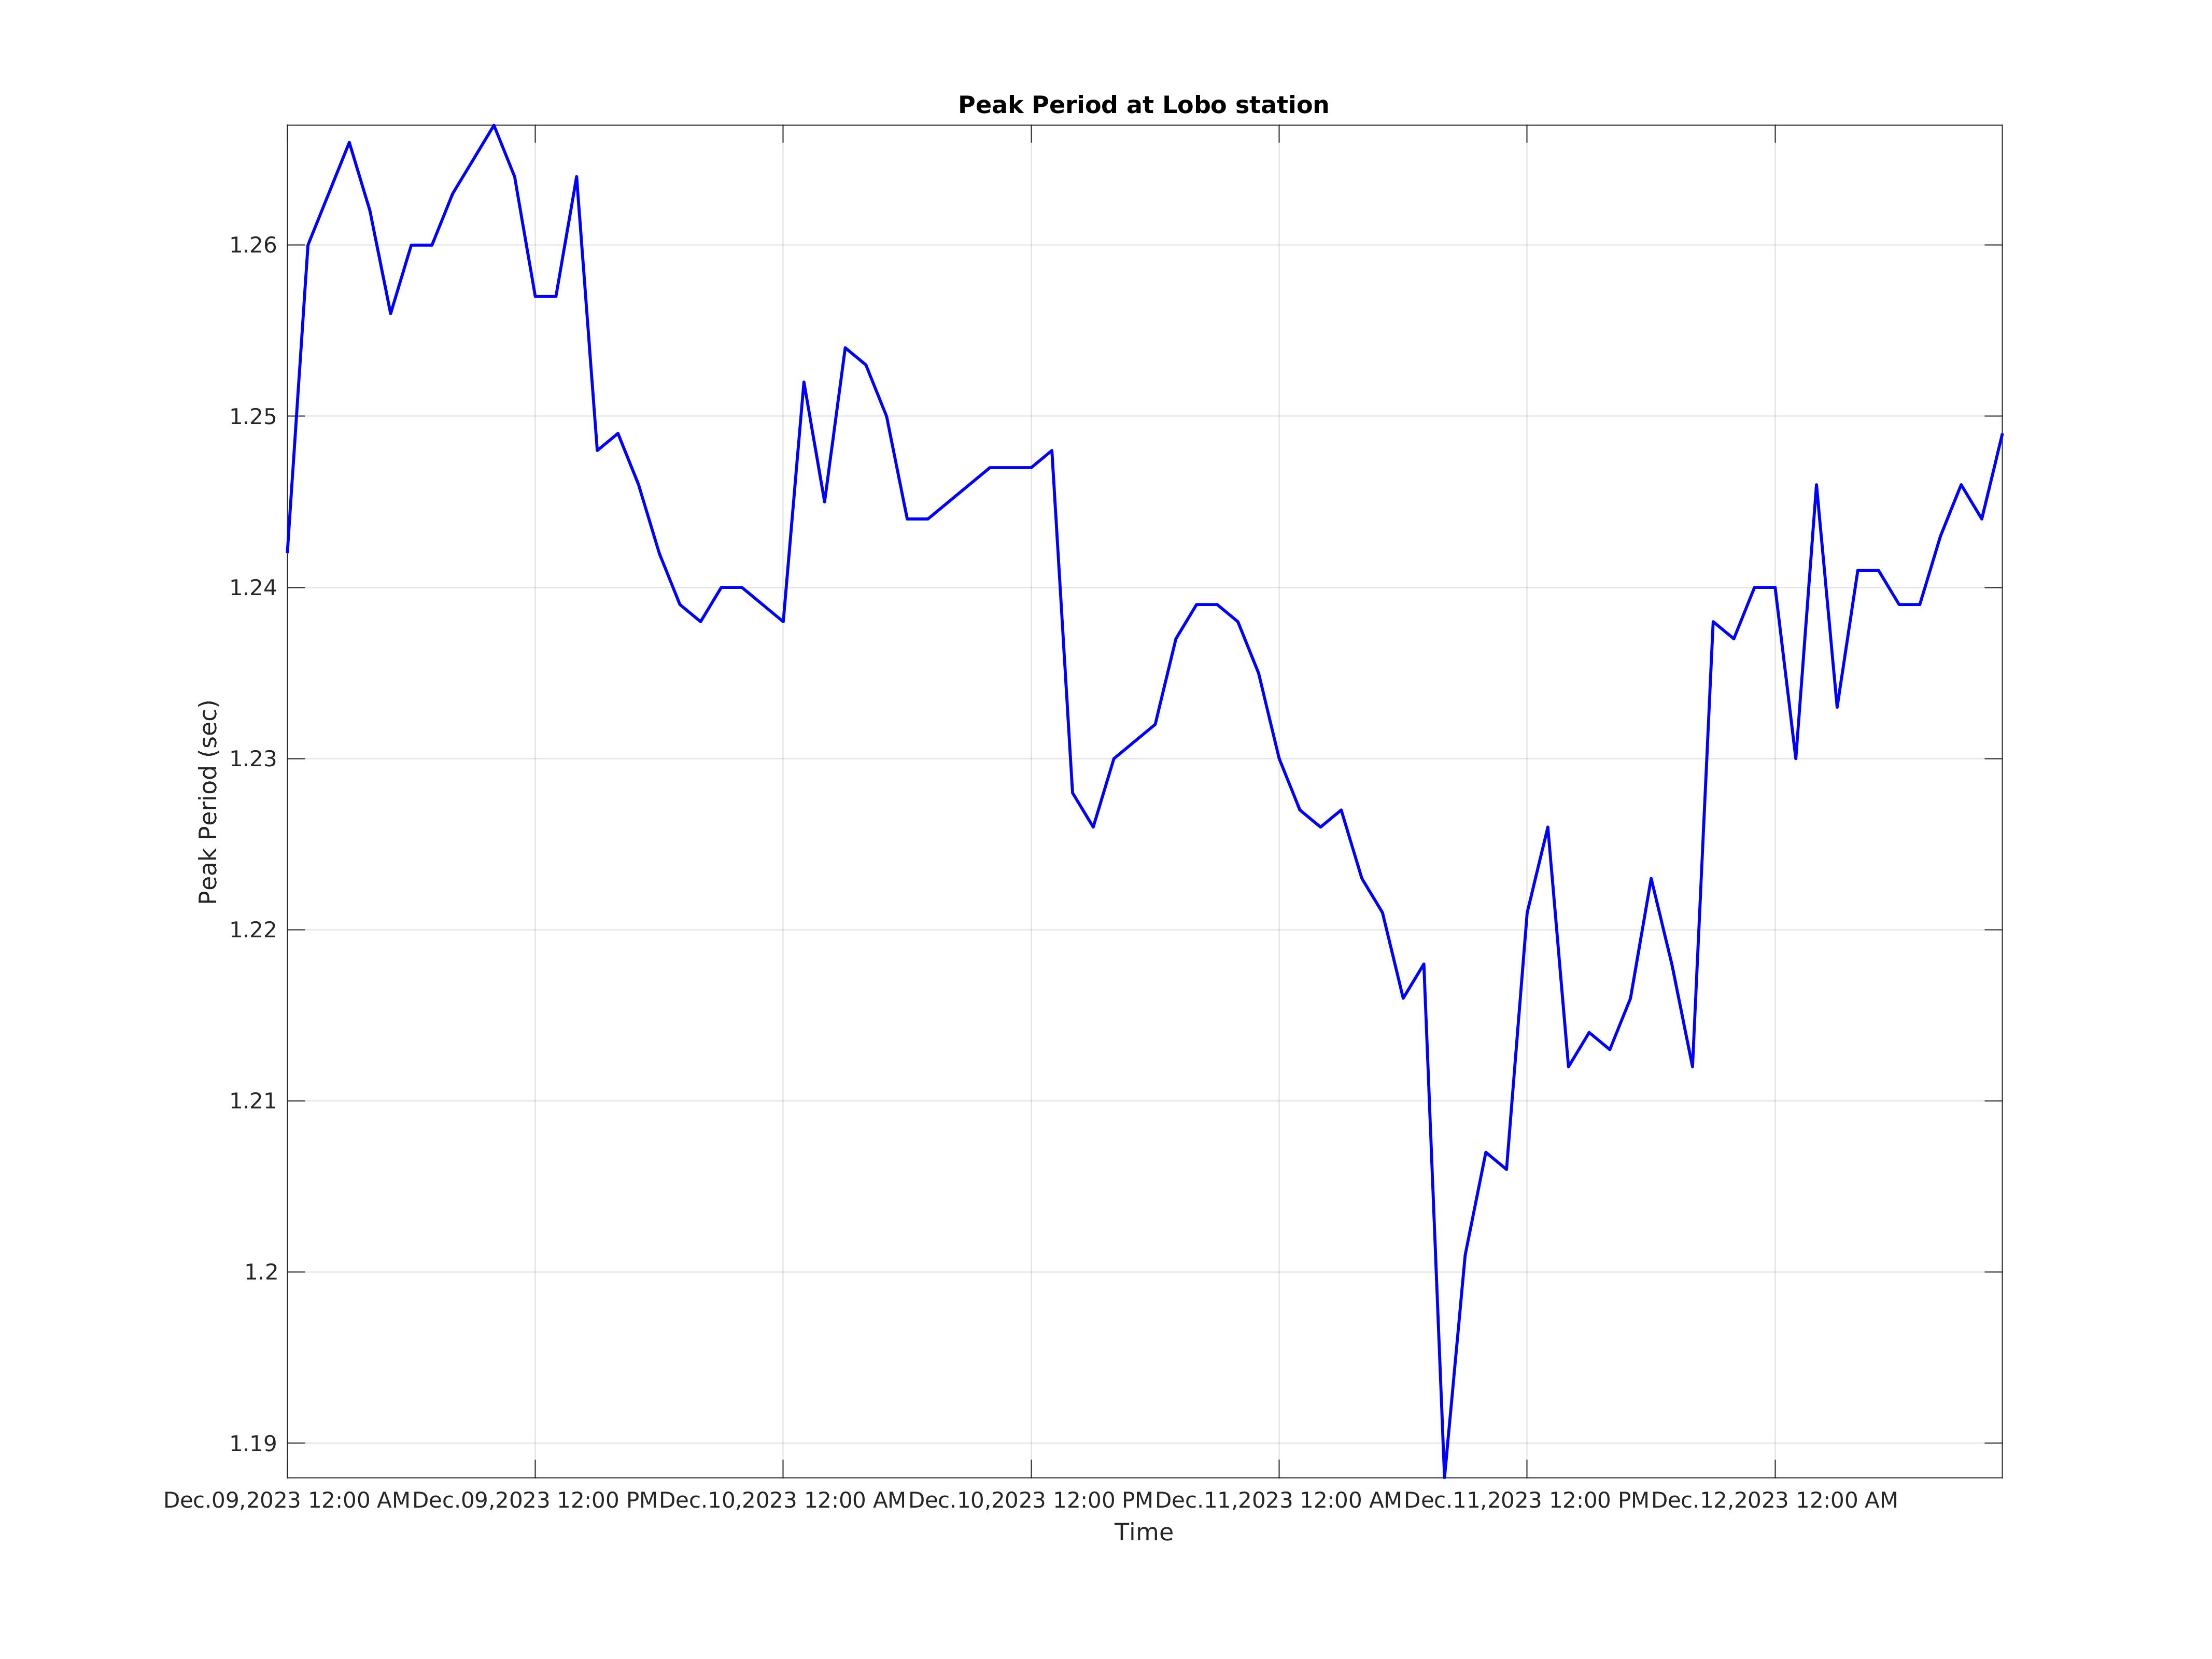 Peak Period at Lobo station
Peak Period (sec)
1.26
1.25
1.24
1.23
1.22
1.21
1.2
1.19
Dec.09,2023 12:00 AM Dec.09,2023 12:00 PM Dec.10,2023 12:00 AM Dec.10,2023 12:00 PM Dec.11,2023 12:00 AM Dec.11,2023 12:00 PM Dec.12,2023 12:00 AM
Time